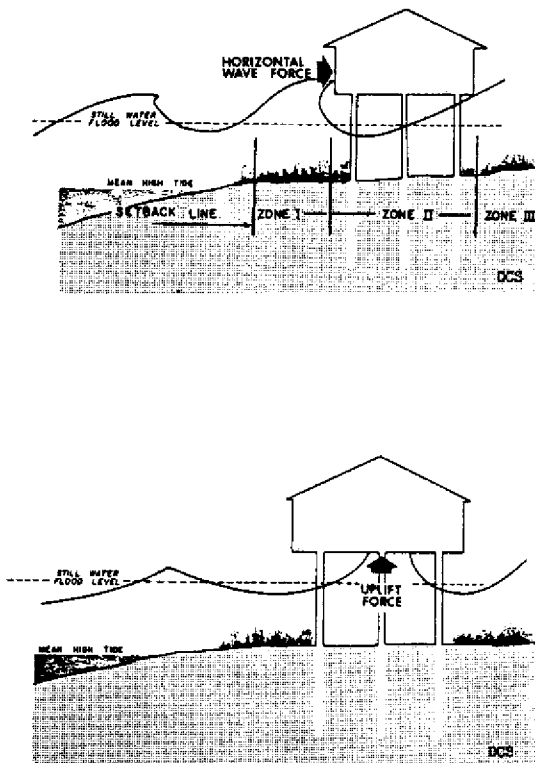 HORIZONTAL
WAVE FORCE
STILL WATER
FLOOD LEVEL
MEAN HIGH TIDE
SETBACK LINE
ZONE I
ZONE II
ZONE III
DCS
STILL WATER
FLOOD LEVEL
UPLIFT
FORCE
MEAN HIGH TIDE
DCS